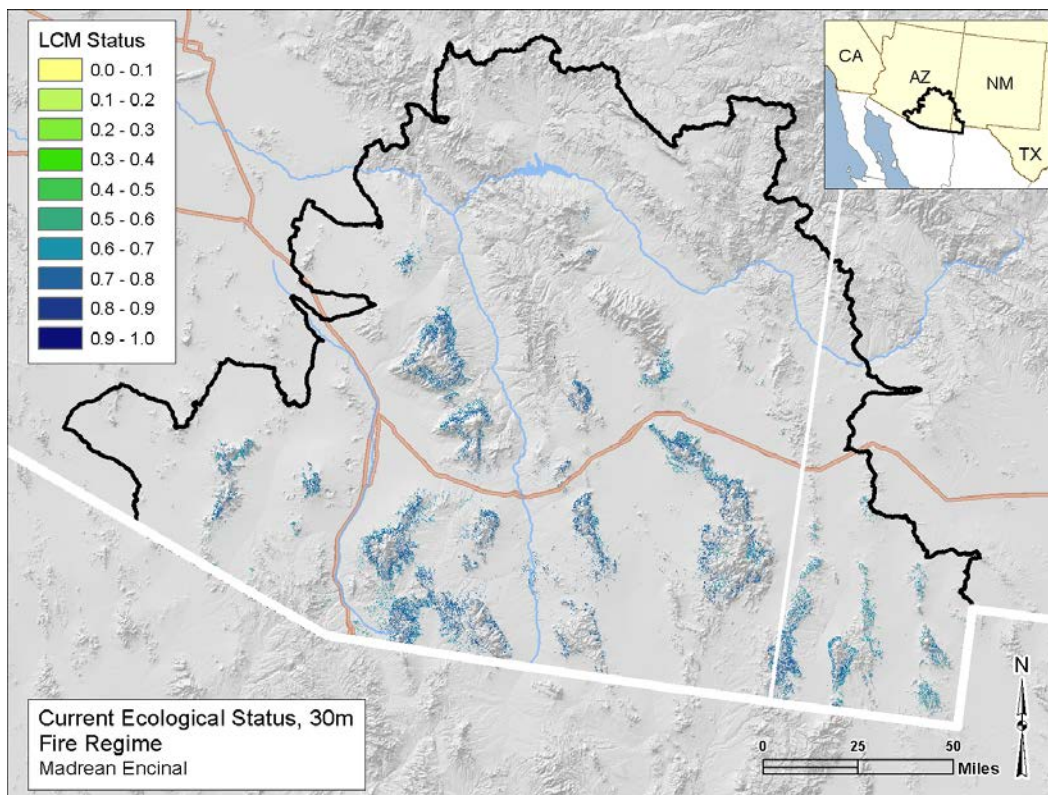 LCM Status
0.0 - 0.1
0.1 - 0.2
0.2 - 0.3
0.3 - 0.4
0.4 - 0.5
0.5 - 0.6
0.6 - 0.7
0.7 - 0.8
0.8 - 0.9
0.9 - 1.0
CA
AZ
NM
TX
Current Ecological Status, 30m
Fire Regime
Madrean Encinal
N
0 25 50
Miles